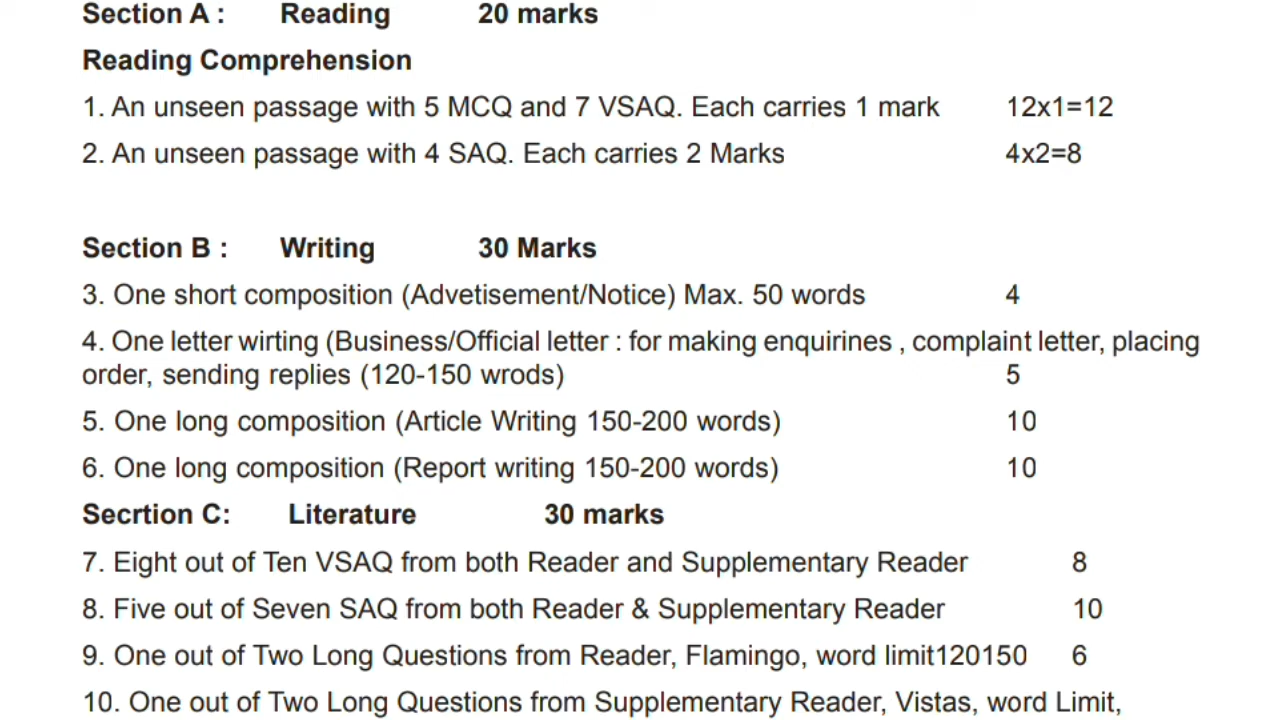 Section A : Reading 20 marks
Reading Comprehension
1. An unseen passage with 5 MCQ and 7 VSAQ. Each carries 1 mark 12x1=12
2. An unseen passage with 4 SAQ. Each carries 2 Marks 4x2=8
Section B : Writing 30 Marks
3. One short composition (Advetisement/Notice) Max. 50 words 4
4. One letter wirting (Business/Official letter : for making enquirines , complaint letter, placing
order, sending replies (120-150 wrods) 5
5. One long composition (Article Writing 150-200 words) 10
6. One long composition (Report writing 150-200 words) 10
Secrtion C: Literature 30 marks
7. Eight out of Ten VSAQ from both Reader and Supplementary Reader 8
8. Five out of Seven SAQ from both Reader & Supplementary Reader 10
9. One out of Two Long Questions from Reader, Flamingo, word limit120150 6
10. One out of Two Long Questions from Supplementary Reader, Vistas, word Limit,